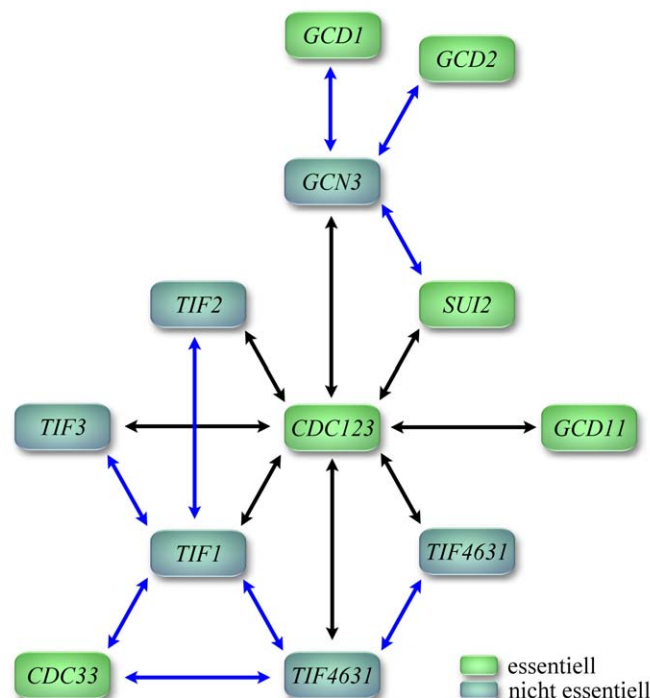 GCD1
GCD2
GCN3
TIF2
SUI2
TIF3
CDC123
GCD11
TIF1
TIF4631
CDC33
TIF4631
essentiell
nicht essentiell